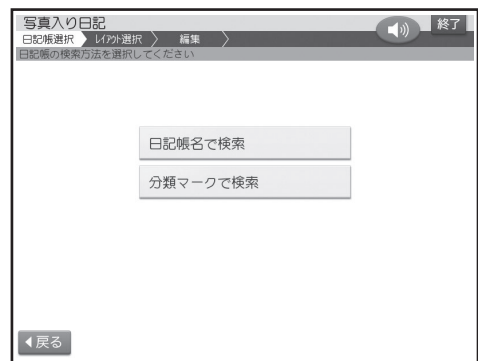 写真入り日記
終了
日記帳選択 ﾚｲｱｳﾄ選択 編集
日記帳の検索方法を選択してください
日記帳名で検索
分類マークで検索
戻る